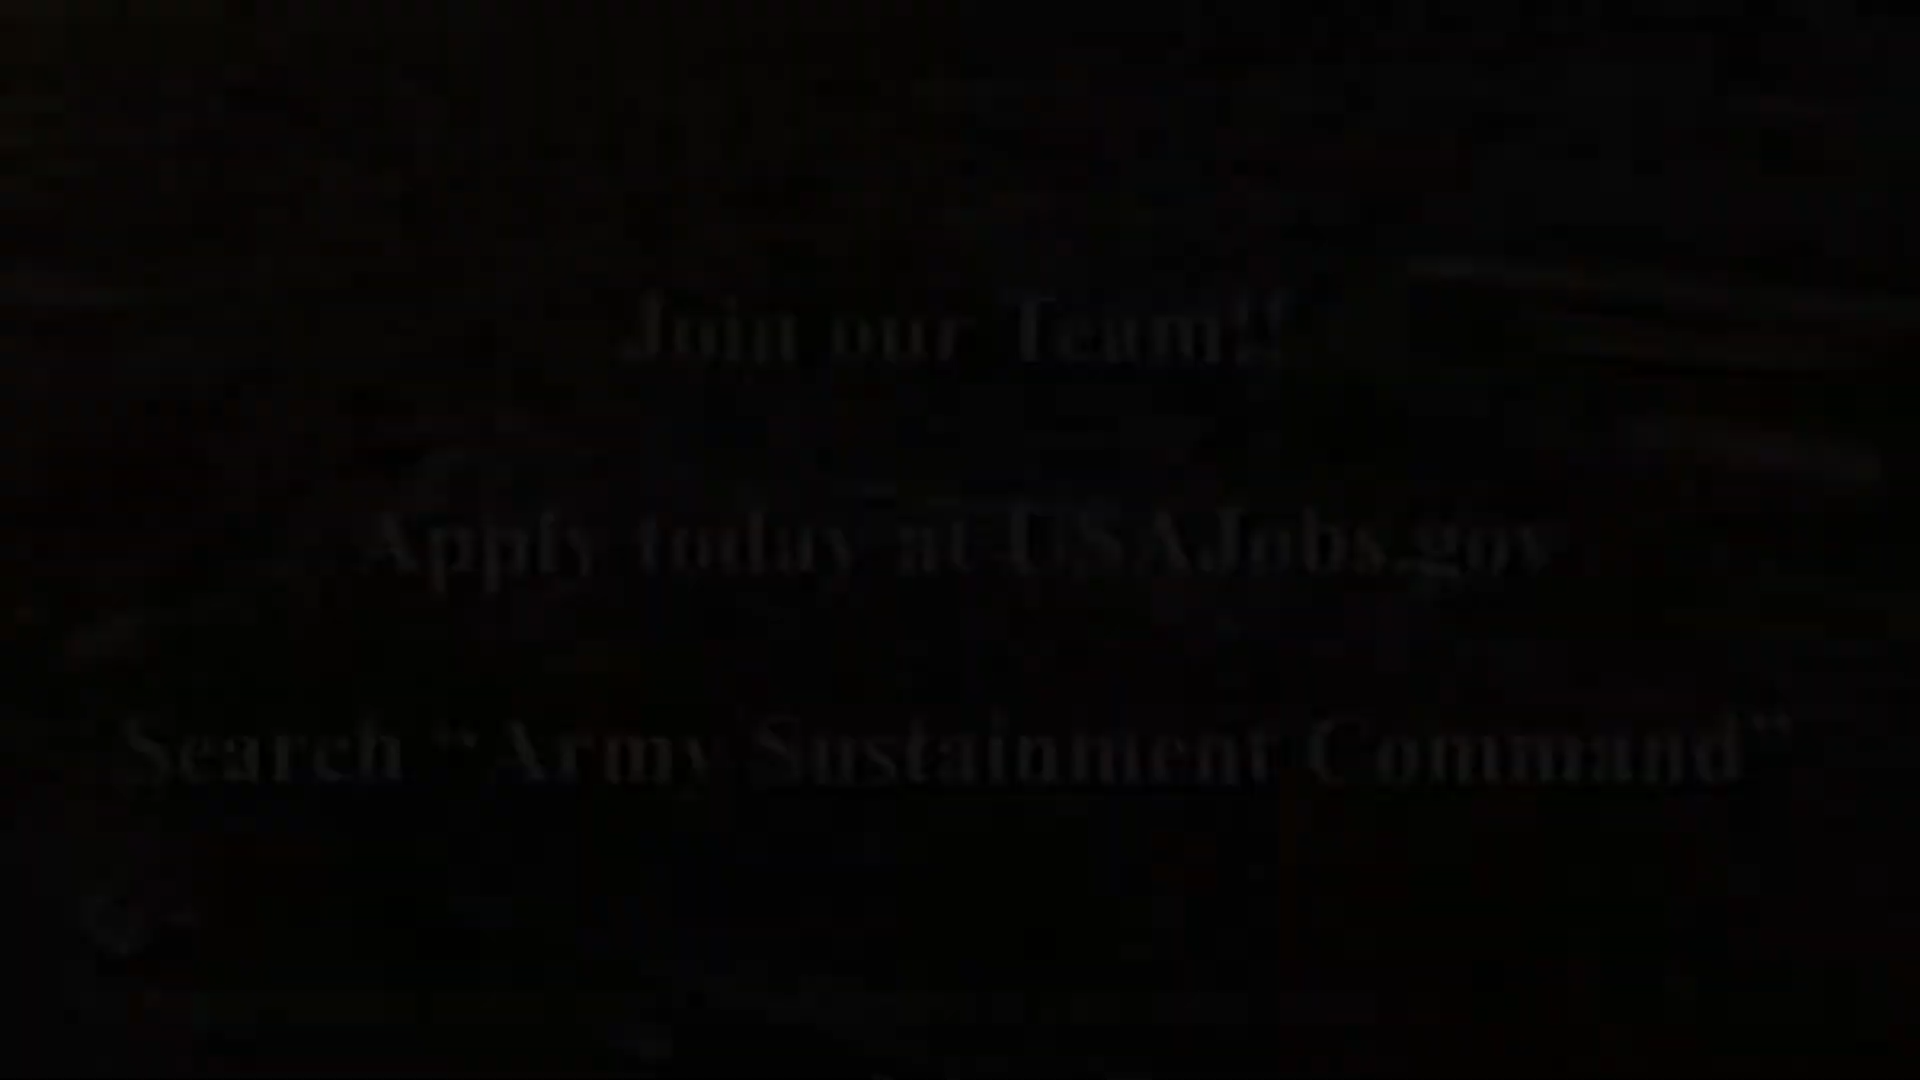 Join our Team!!
Apply today at USAJobs.gov
Search “Army Sustainment Command”